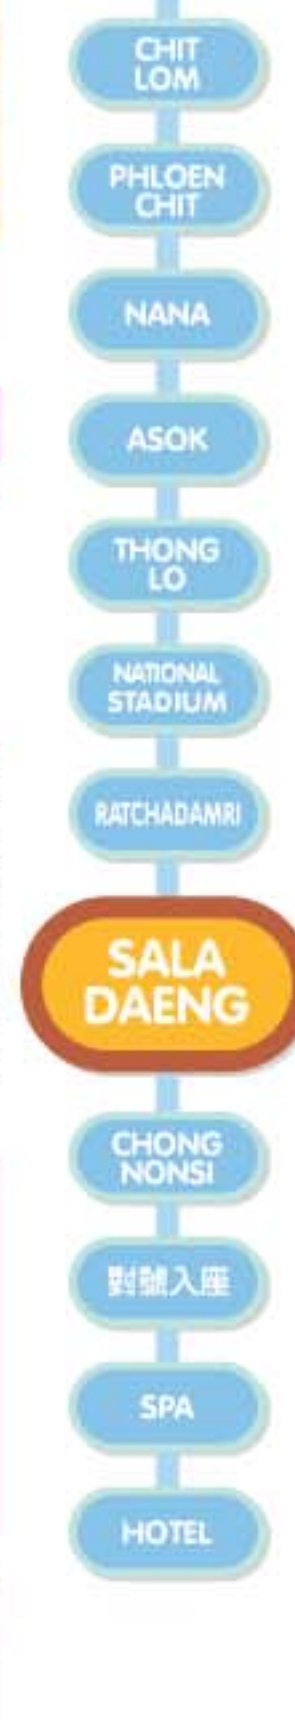 CHIT
LOM
PHLOEN
CHIT
NANA
ASOK
THONG
LO
NATIONAL
STADIUM
RATCHADAMRI
SALA
DAENG
CHONG
NONSI
對號入座
SPA
HOTEL